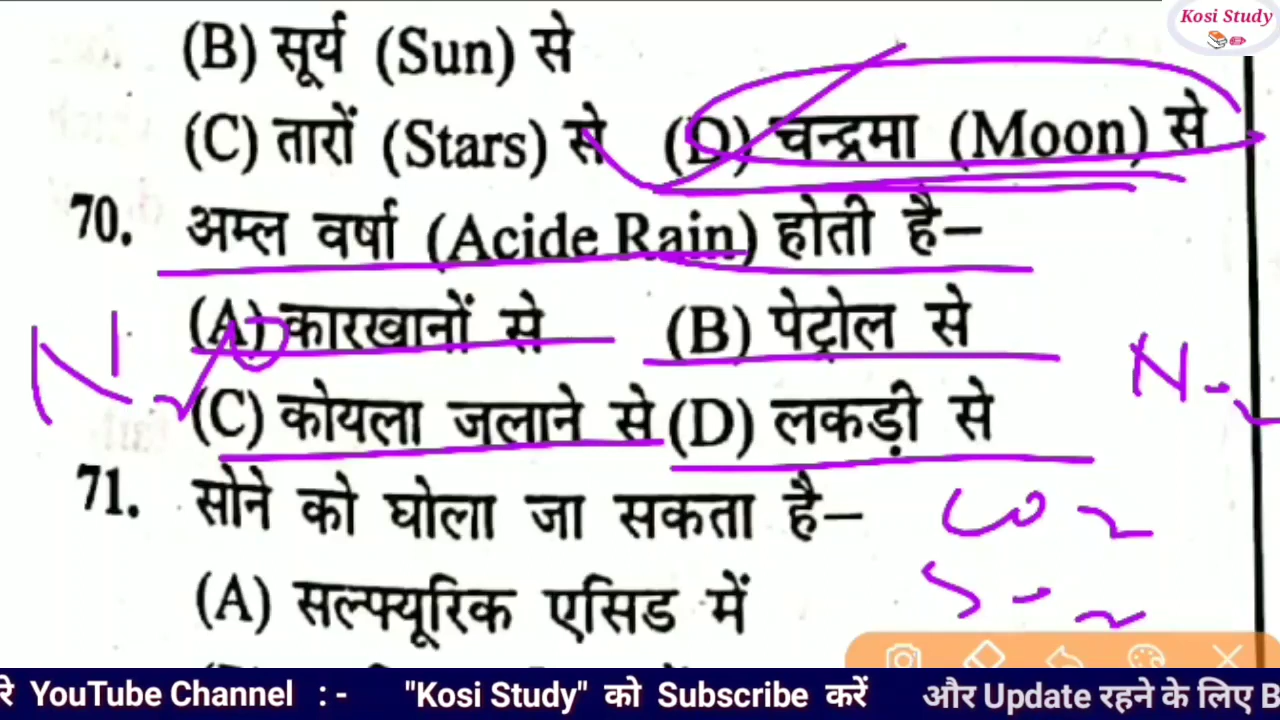 Kosi Study
(B) सूर्य (Sun) से
(C) तारों (Stars) से (D) चन्द्रमा (Moon) से
70. अम्ल वर्षा (Acide Rain) होती है–
(A) कारखानों से (B) पेट्रोल से
(C) कोयला जलाने से (D) लकड़ी से
71. सोने को घोला जा सकता है–
(A) सल्फ्यूरिक एसिड में
रे YouTube Channel :- "Kosi Study" को Subscribe करें और Update रहने के लिए B